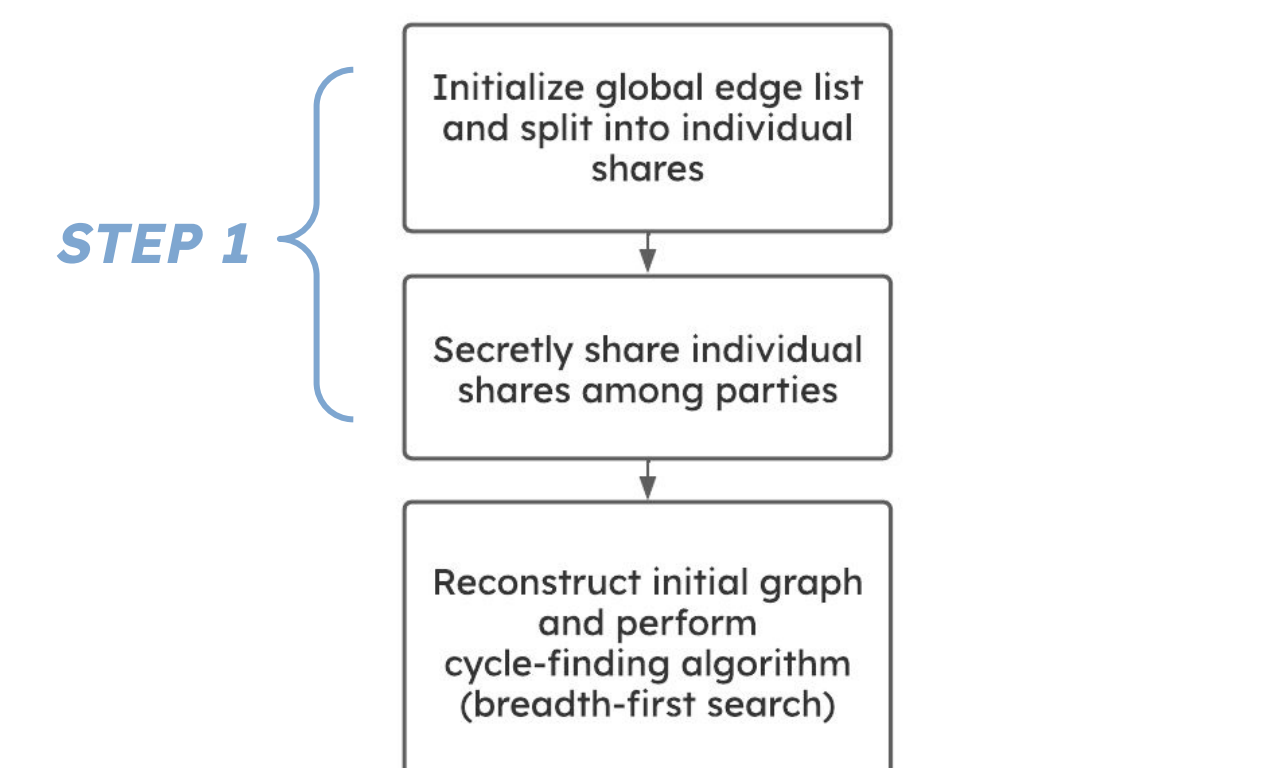 Initialize global edge list
and split into individual
shares
STEP 1
Secretly share individual
shares among parties
Reconstruct initial graph
and perform
cycle-finding algorithm
(breadth-first search)